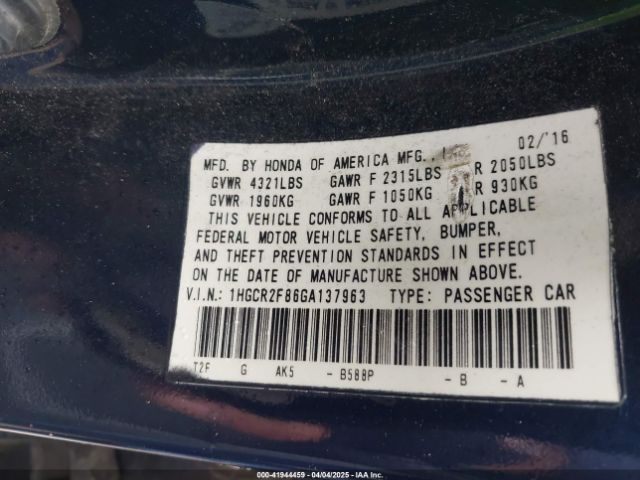 02/'16
MFD. BY HONDA OF AMERICA MFG.,
GVWR 4321LBS GAWR F 2315LBS R 2050LBS
GVWR 1960KG GAWR F 1050KG R 930KG
THIS VEHICLE CONFORMS TO ALL APPLICABLE
FEDERAL MOTOR VEHICLE SAFETY, BUMPER,
AND THEFT PREVENTION STANDARDS IN EFFECT
ON THE DATE OF MANUFACTURE SHOWN ABOVE.
V.I.N.: 1HGCR2F86GA137963 TYPE: PASSENGER CAR
T2F G AK5 - B588P - B - A
000-41944459 - 04/04/2025 - IAAI.COM